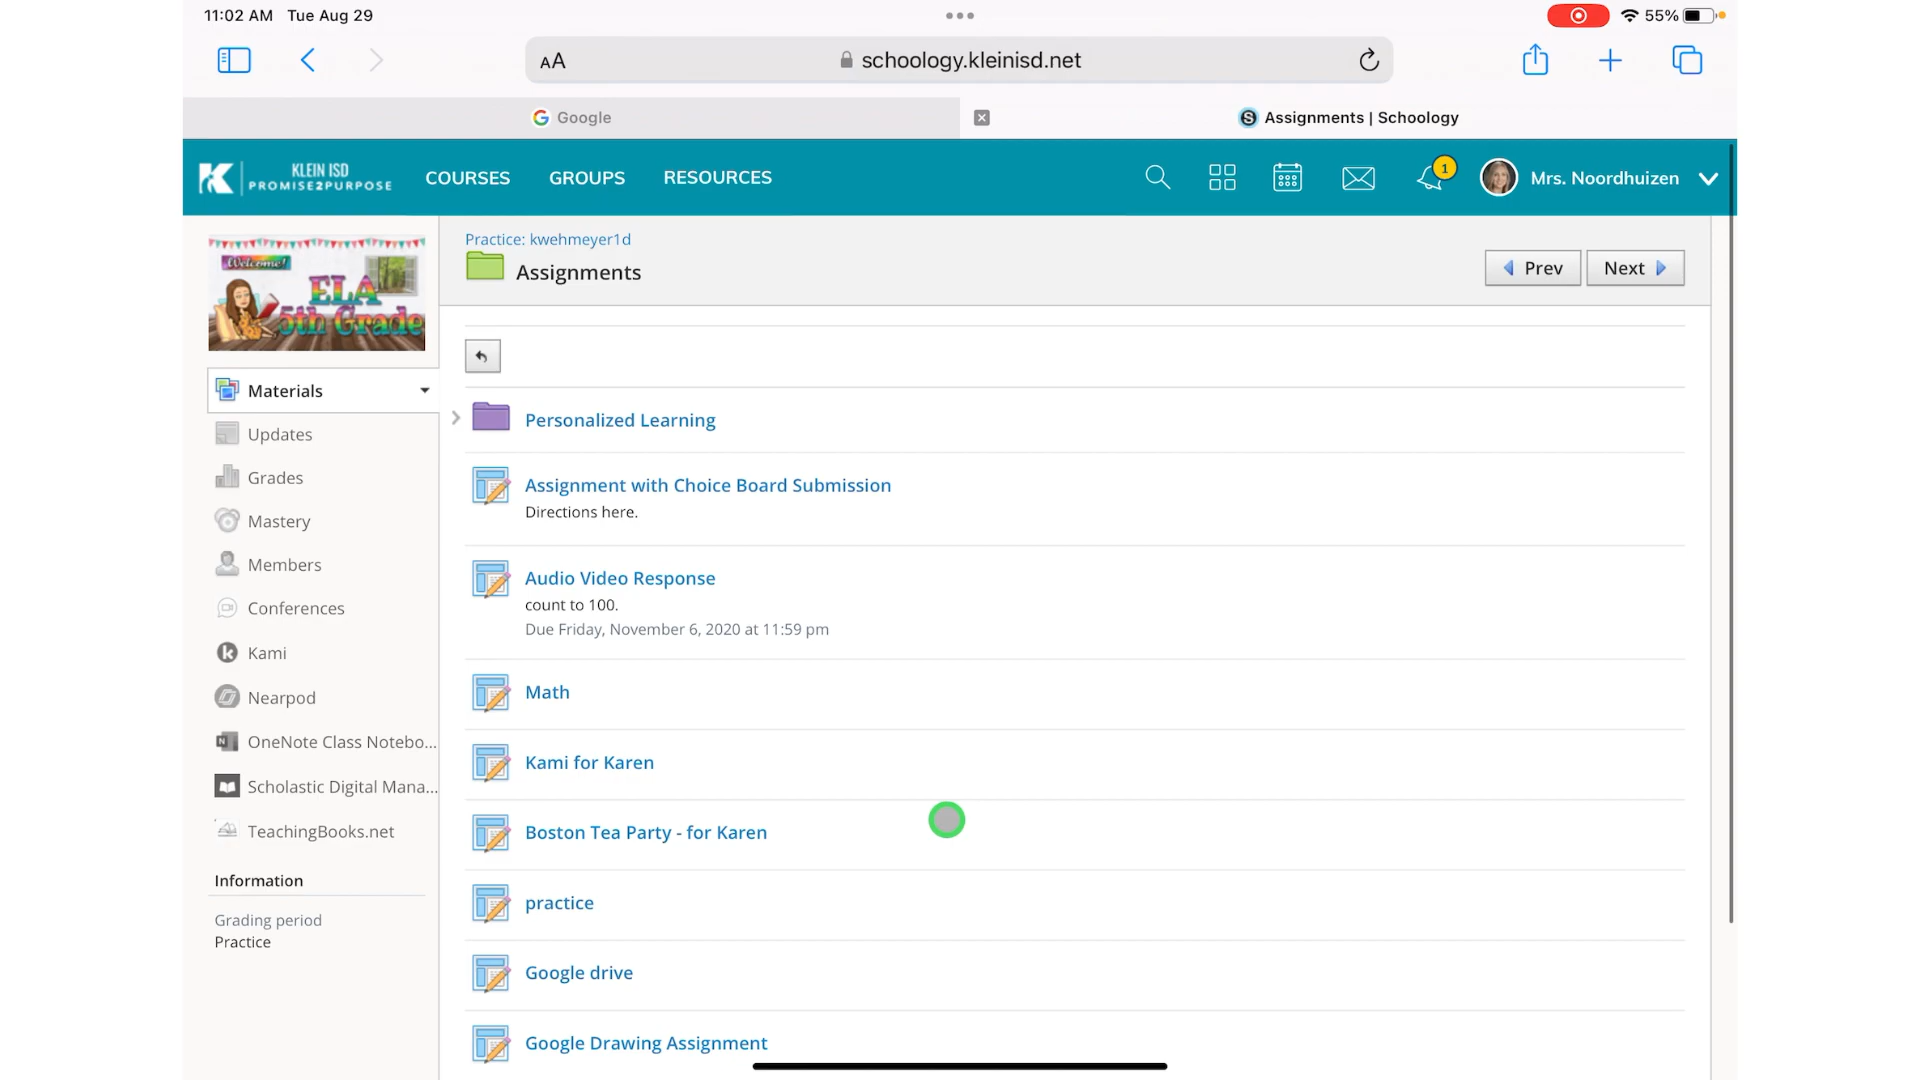 11:02 AM Tue Aug 29
55%
AA
schoology.kleinisd.net
Google
Assignments | Schoology
KLEIN ISD
PROMISE2PURPOSE
COURSES
GROUPS
RESOURCES
1
Mrs. Noordhuizen
Welcome!
ELA
5th Grade
Practice: kwehmeyer1d
Assignments
Prev
Next
Materials
Updates
Grades
Mastery
Members
Conferences
Kami
Nearpod
OneNote Class Notebo...
Scholastic Digital Mana...
TeachingBooks.net
Information
Grading period
Practice
Personalized Learning
Assignment with Choice Board Submission
Directions here.
Audio Video Response
count to 100.
Due Friday, November 6, 2020 at 11:59 pm
Math
Kami for Karen
Boston Tea Party - for Karen
practice
Google drive
Google Drawing Assignment